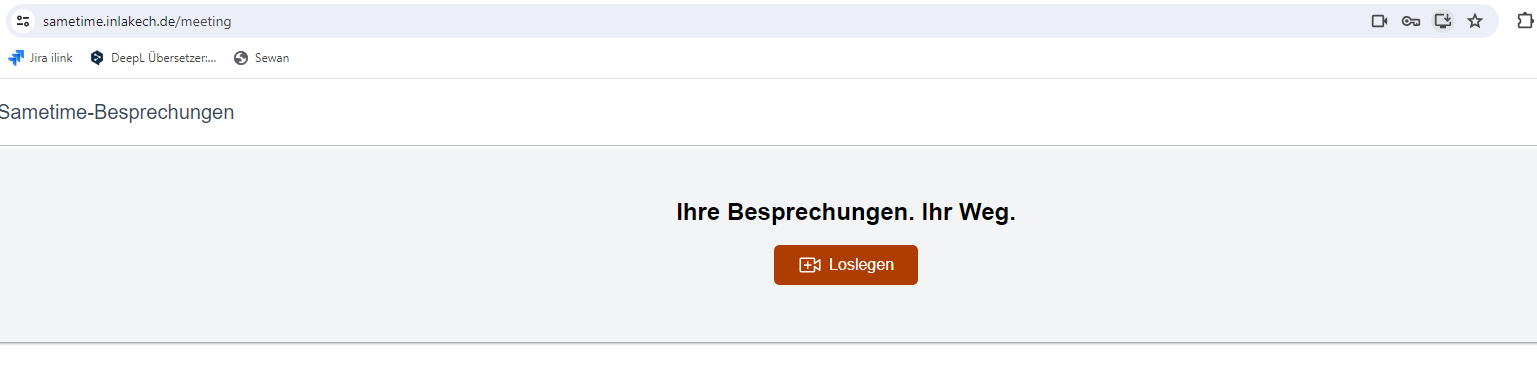 sametime.inlakech.de/meeting
Jira ilink DeepL Übersetzer:... Sewan
Sametime-Besprechungen
Ihre Besprechungen. Ihr Weg.
Loslegen